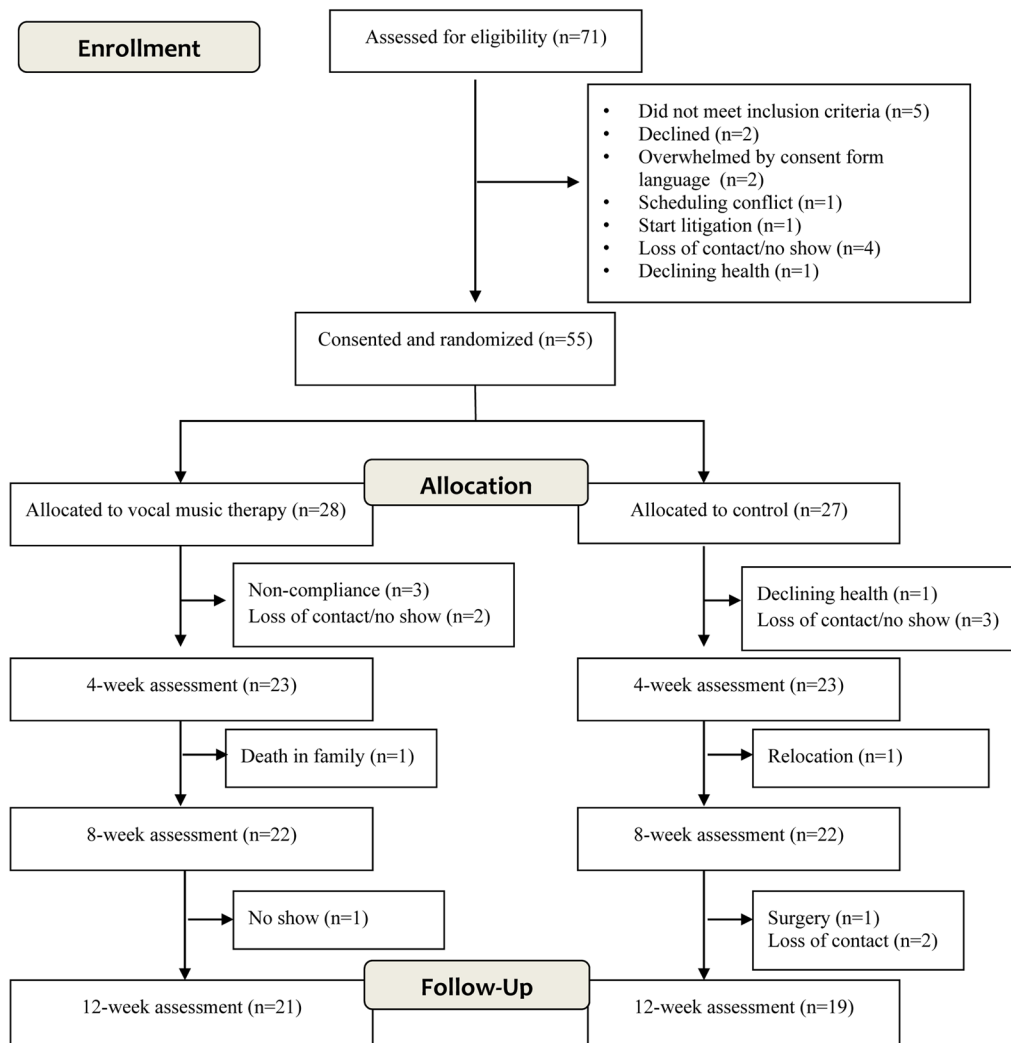 Enrollment
Assessed for eligibility (n=71)
• Did not meet inclusion criteria (n=5)
• Declined (n=2)
• Overwhelmed by consent form
language (n=2)
• Scheduling conflict (n=1)
• Start litigation (n=1)
• Loss of contact/no show (n=4)
• Declining health (n=1)
Consented and randomized (n=55)
Allocation
Allocated to vocal music therapy (n=28)
Allocated to control (n=27)
Non-compliance (n=3)
Loss of contact/no show (n=2)
Declining health (n=1)
Loss of contact/no show (n=3)
4-week assessment (n=23)
4-week assessment (n=23)
Death in family (n=1)
Relocation (n=1)
8-week assessment (n=22)
8-week assessment (n=22)
No show (n=1)
Surgery (n=1)
Loss of contact (n=2)
Follow-Up
12-week assessment (n=21)
12-week assessment (n=19)